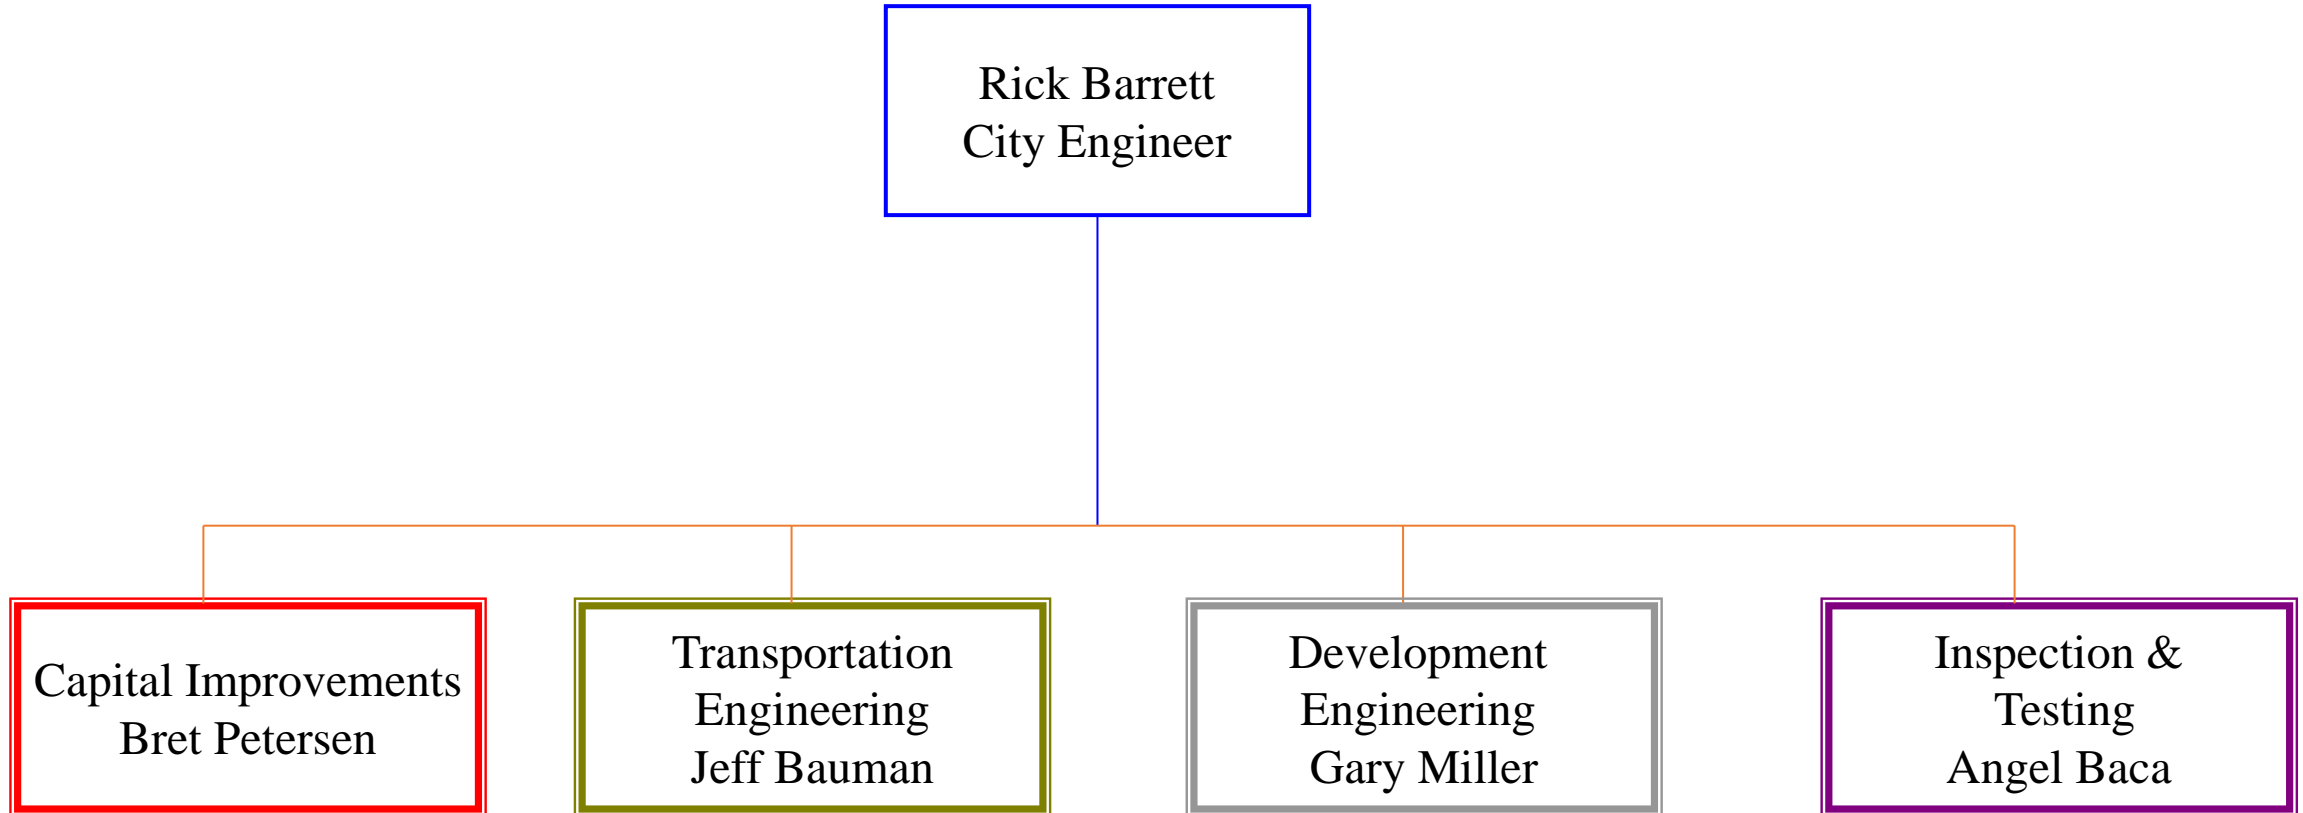 Rick Barrett
City Engineer
Capital Improvements
Bret Petersen
Transportation
Engineering
Jeff Bauman
Development
Engineering
Gary Miller
Inspection &
Testing
Angel Baca